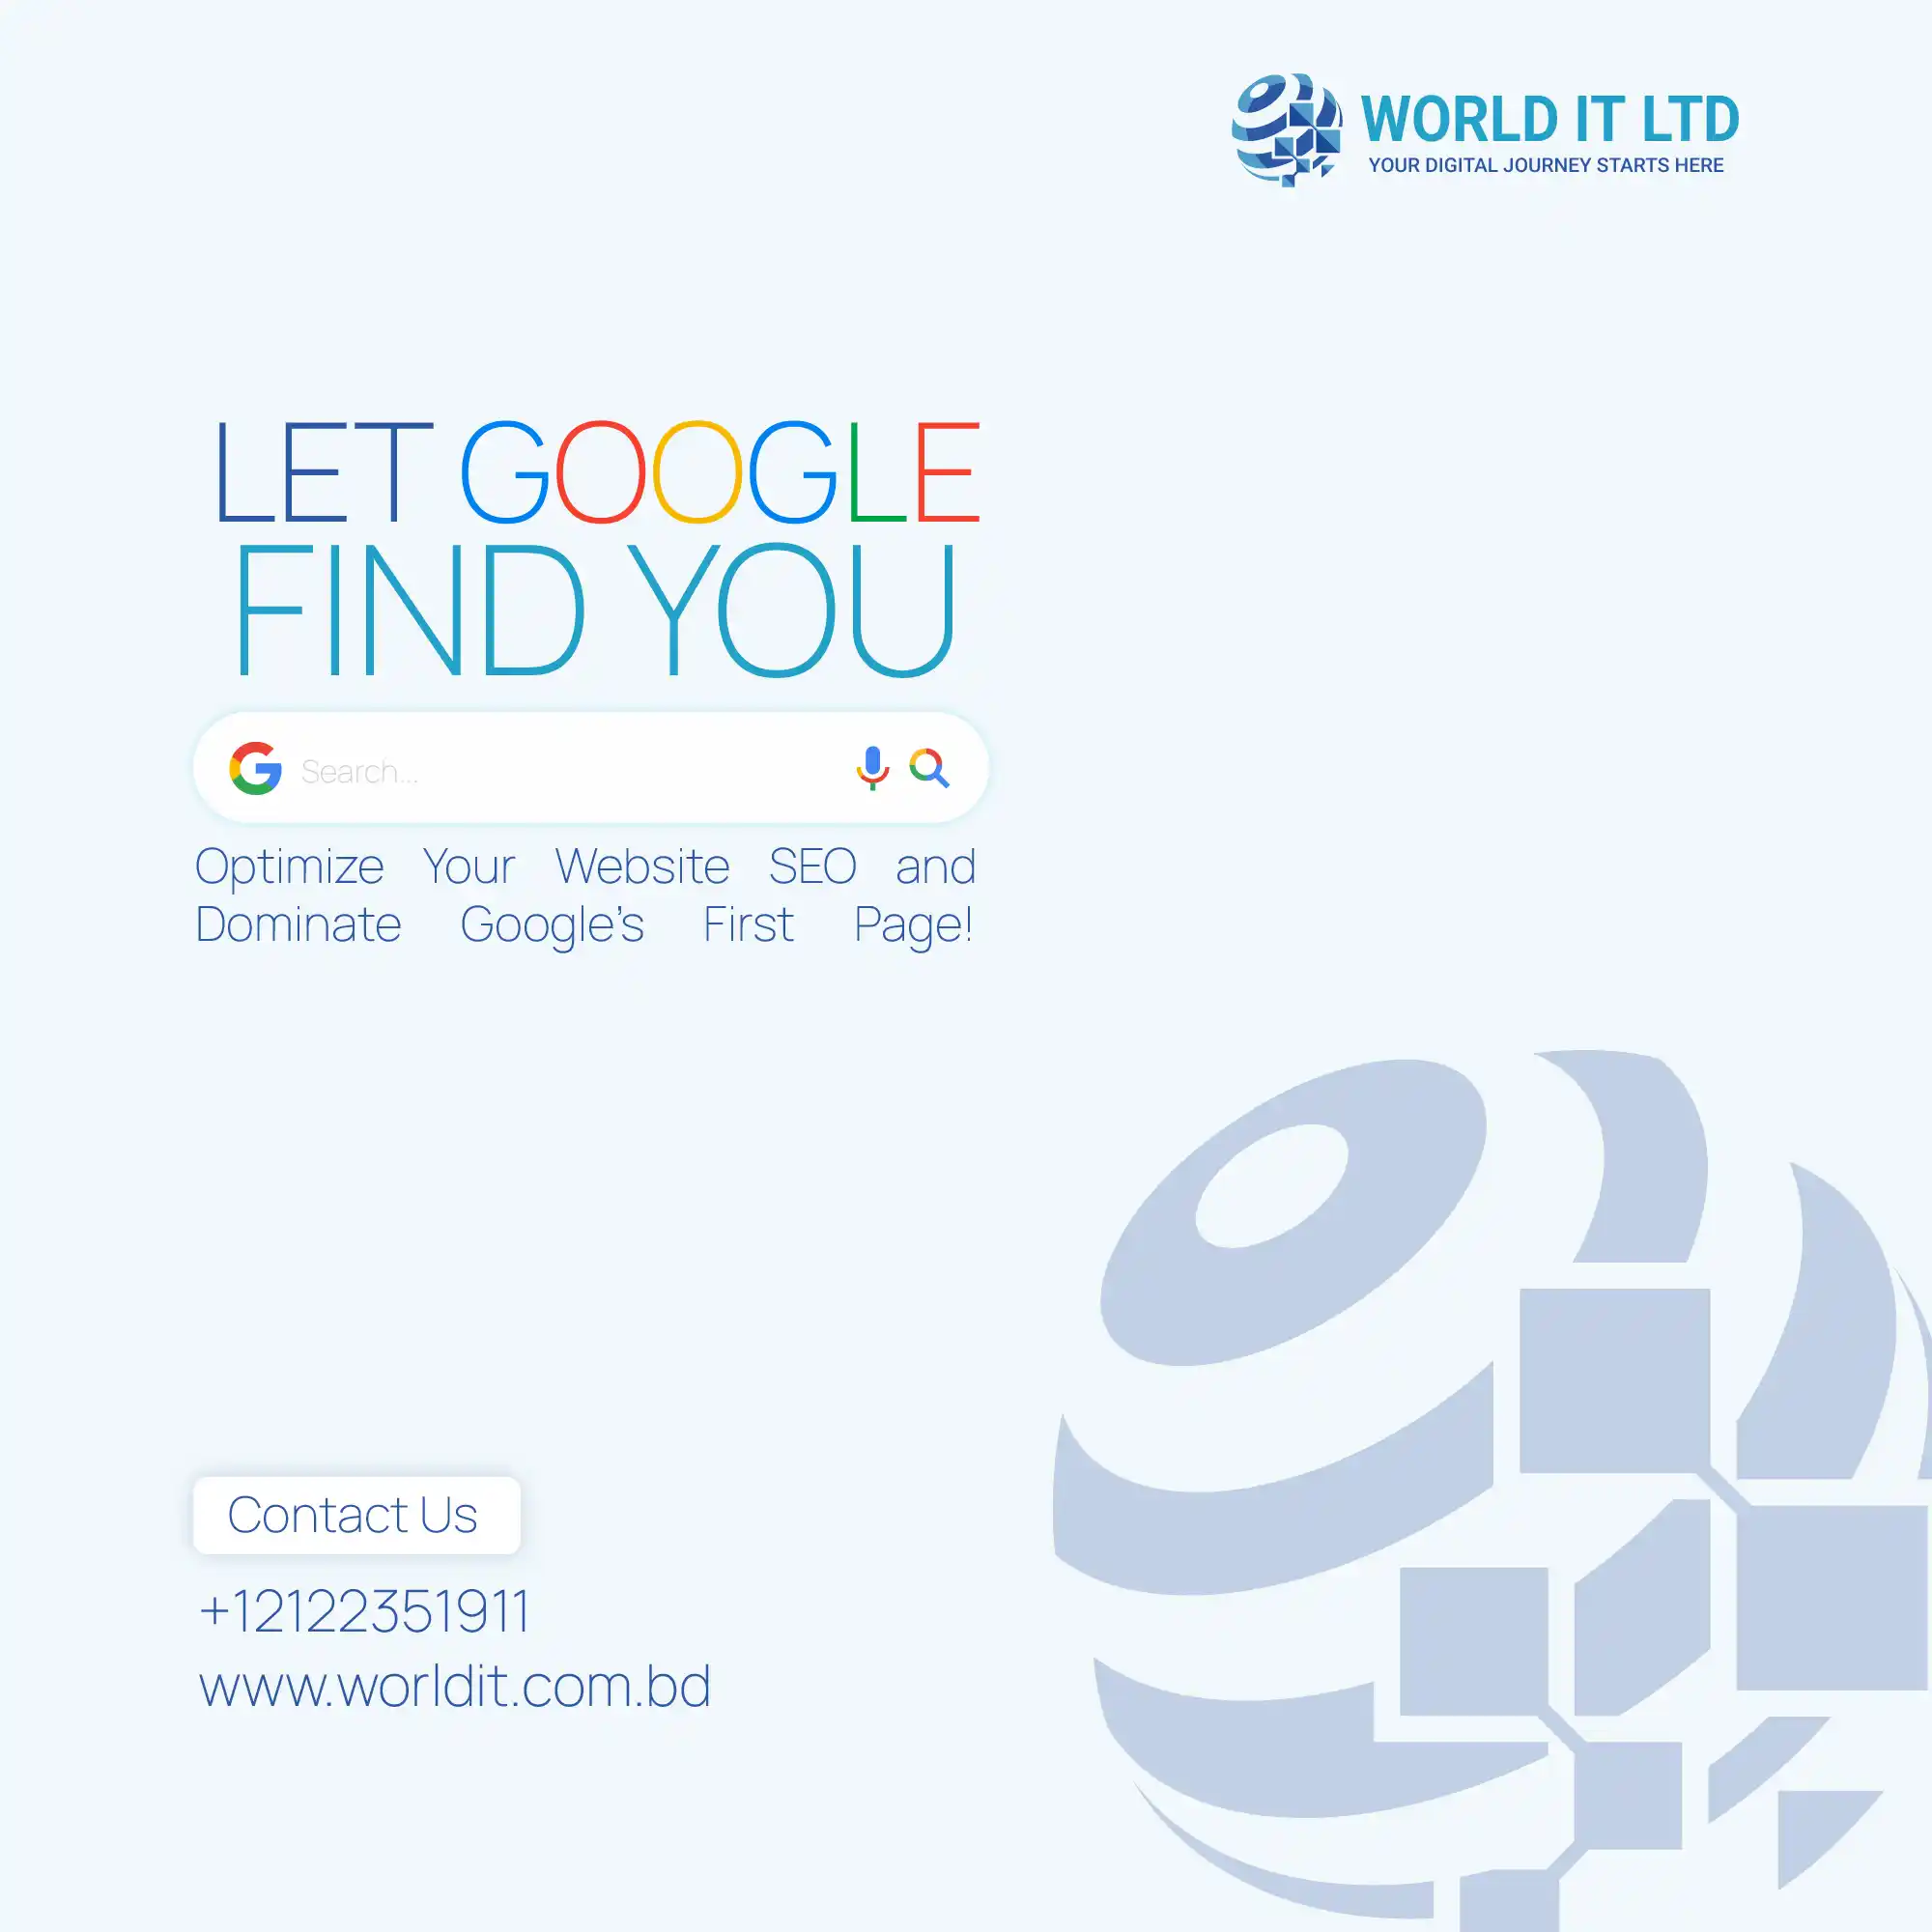 WORLD IT LTD
YOUR DIGITAL JOURNEY STARTS HERE
LET GOOGLE
FIND YOU
G Search...
Optimize Your Website SEO and
Dominate Google's First Page!
Contact Us
+12122351911
www.worldit.com.bd